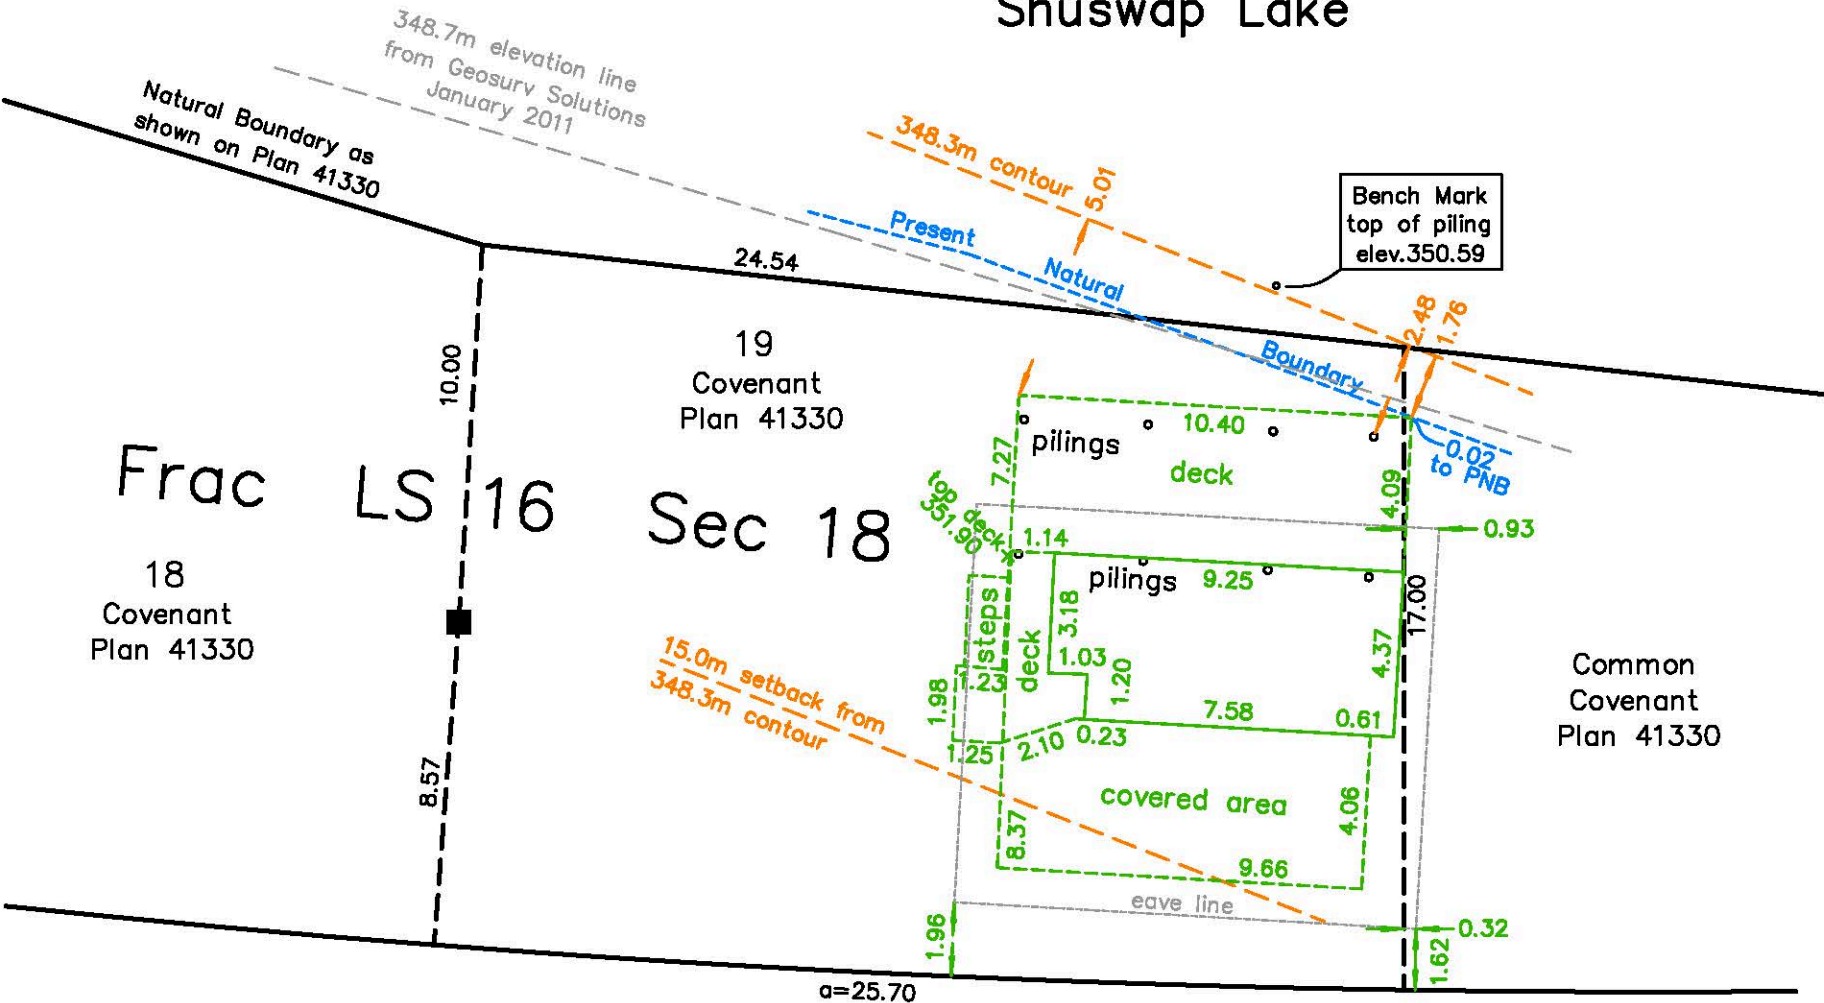 Shuswap Lake
348.7m elevation line
from Geosurv Solutions
January 2011
Natural Boundary as
shown on Plan 41330
348.3m contour
5.01
Bench Mark
top of piling
elev.350.59
Present
Natural
Boundary
24.54
2.48
1.76
10.00
19
Covenant
Plan 41330
10.40
pilings
deck
7.27
4.09
0.02
to PNB
Frac LS 16 Sec 18
top deck
351.90
1.14
0.93
pilings
9.25
17.00
18
Covenant
Plan 41330
steps
deck
3.18
1.03
1.20
4.37
1.23
1.98
15.0m setback from
348.3m contour
7.58
0.61
1.25
2.10
0.23
Common
Covenant
Plan 41330
8.57
covered area
4.06
8.37
9.66
eave line
1.96
0.32
1.62
a=25.70